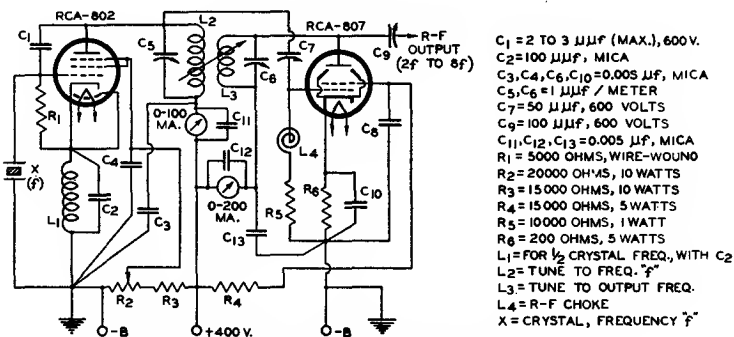 RCA-802
RCA-807
C1
L2
C5
C6
C7
C9
R-F
OUTPUT
(2f TO 8f)
L3
R1
0-100
MA.
C11
C12
L4
C8
X
(f)
C4
L1
C2
C3
0-200
MA.
C13
R5
R6
C10
R2
R3
R4
-B
+400 V.
-B
C1 = 2 TO 3 μμf (MAX.), 600 V.
C2=100 μμf, MICA
C3,C4,C6,C10=0.005 μf, MICA
C5,C6=1 μμf / METER
C7=50 μμf, 600 VOLTS
C9=100 μμf, 600 VOLTS
C11,C12,C13=0.005 μf, MICA
R1= 5000 OHMS, WIRE-WOUND
R2=20000 OHMS, 10 WATTS
R3=15000 OHMS, 10 WATTS
R4=15000 OHMS, 5 WATTS
R5=10000 OHMS, 1 WATT
R6= 200 OHMS, 5 WATTS
L1=FOR ½ CRYSTAL FREQ., WITH C2
L2=TUNE TO FREQ. "f"
L3=TUNE TO OUTPUT FREQ.
L4=R-F CHOKE
X=CRYSTAL, FREQUENCY "f"